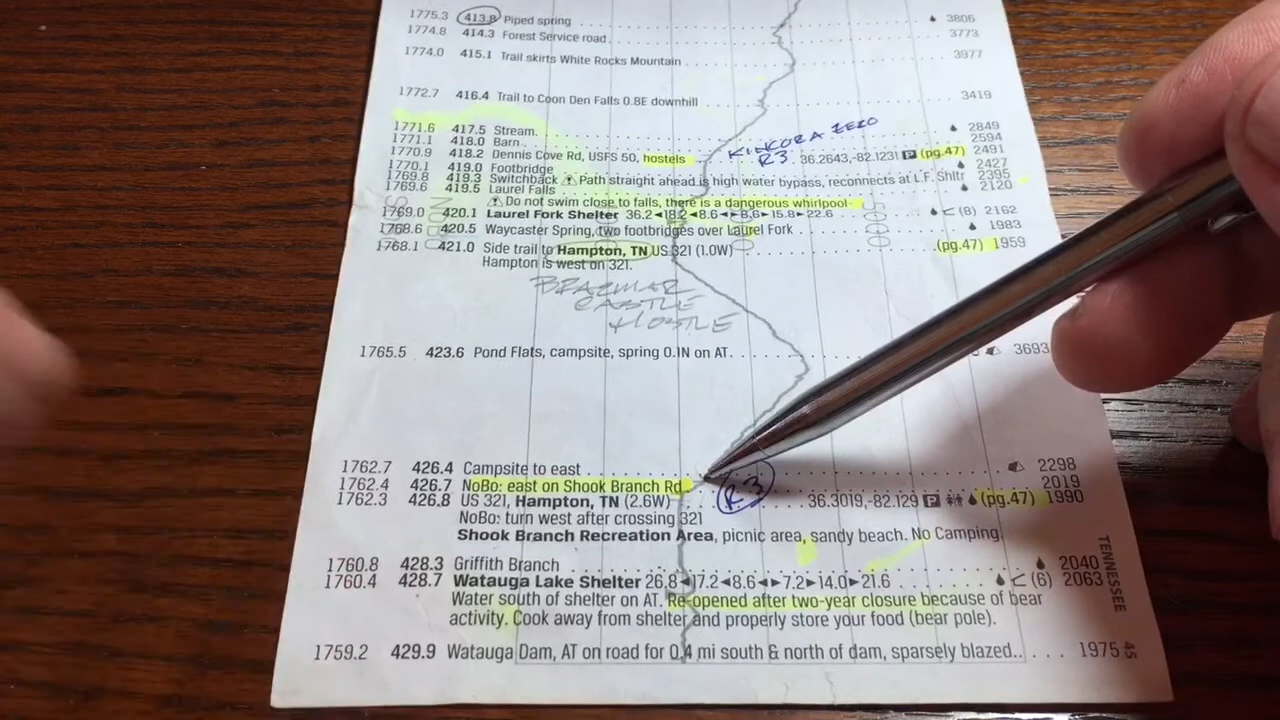 1775.3 413.8 Piped spring 3806
1774.8 414.3 Forest Service road 3773
1774.0 415.1 Trail skirts White Rocks Mountain 3977
1772.7 416.4 Trail to Coon Den Falls 0.8E downhill 3419
KINCORA ZERO
R3
1771.6 417.5 Stream. 2849
1771.1 418.0 Barn 2594
1770.9 418.2 Dennis Cove Rd, USFS 50, hostels 36.2643,-82.1231 P (pg.47) 2491
1770.1 419.0 Footbridge 2427
1769.8 419.3 Switchback Path straight ahead is high water bypass, reconnects at L.F. Shltr 2395
1769.6 419.5 Laurel Falls 2120
Do not swim close to falls, there is a dangerous whirlpool
1769.0 420.1 Laurel Fork Shelter 36.2◄18.2◄8.6◄►8.6►15.8►22.6 (8) 2162
1768.6 420.5 Waycaster Spring, two footbridges over Laurel Fork 1983
1768.1 421.0 Side trail to Hampton, TN US 321 (1.0W) (pg.47) 1959
Hampton is west on 321.
BRAEMAR
CASTLE
HOSTLE
1765.5 423.6 Pond Flats, campsite, spring 0.1N on AT 3693
1762.7 426.4 Campsite to east 2298
1762.4 426.7 NoBo: east on Shook Branch Rd 2019
R3
1762.3 426.8 US 321, Hampton, TN (2.6W) 36.3019,-82.129 P (pg.47) 1990
NoBo: turn west after crossing 321
Shook Branch Recreation Area, picnic area, sandy beach. No Camping.
1760.8 428.3 Griffith Branch 2040
1760.4 428.7 Watauga Lake Shelter 26.8◄17.2◄8.6◄►7.2►14.0►21.6 (6) 2063
Water south of shelter on AT. Re-opened after two-year closure because of bear
activity. Cook away from shelter and properly store your food (bear pole).
1759.2 429.9 Watauga Dam, AT on road for 0.4 mi south & north of dam, sparsely blazed 1975
TENNESSEE
45